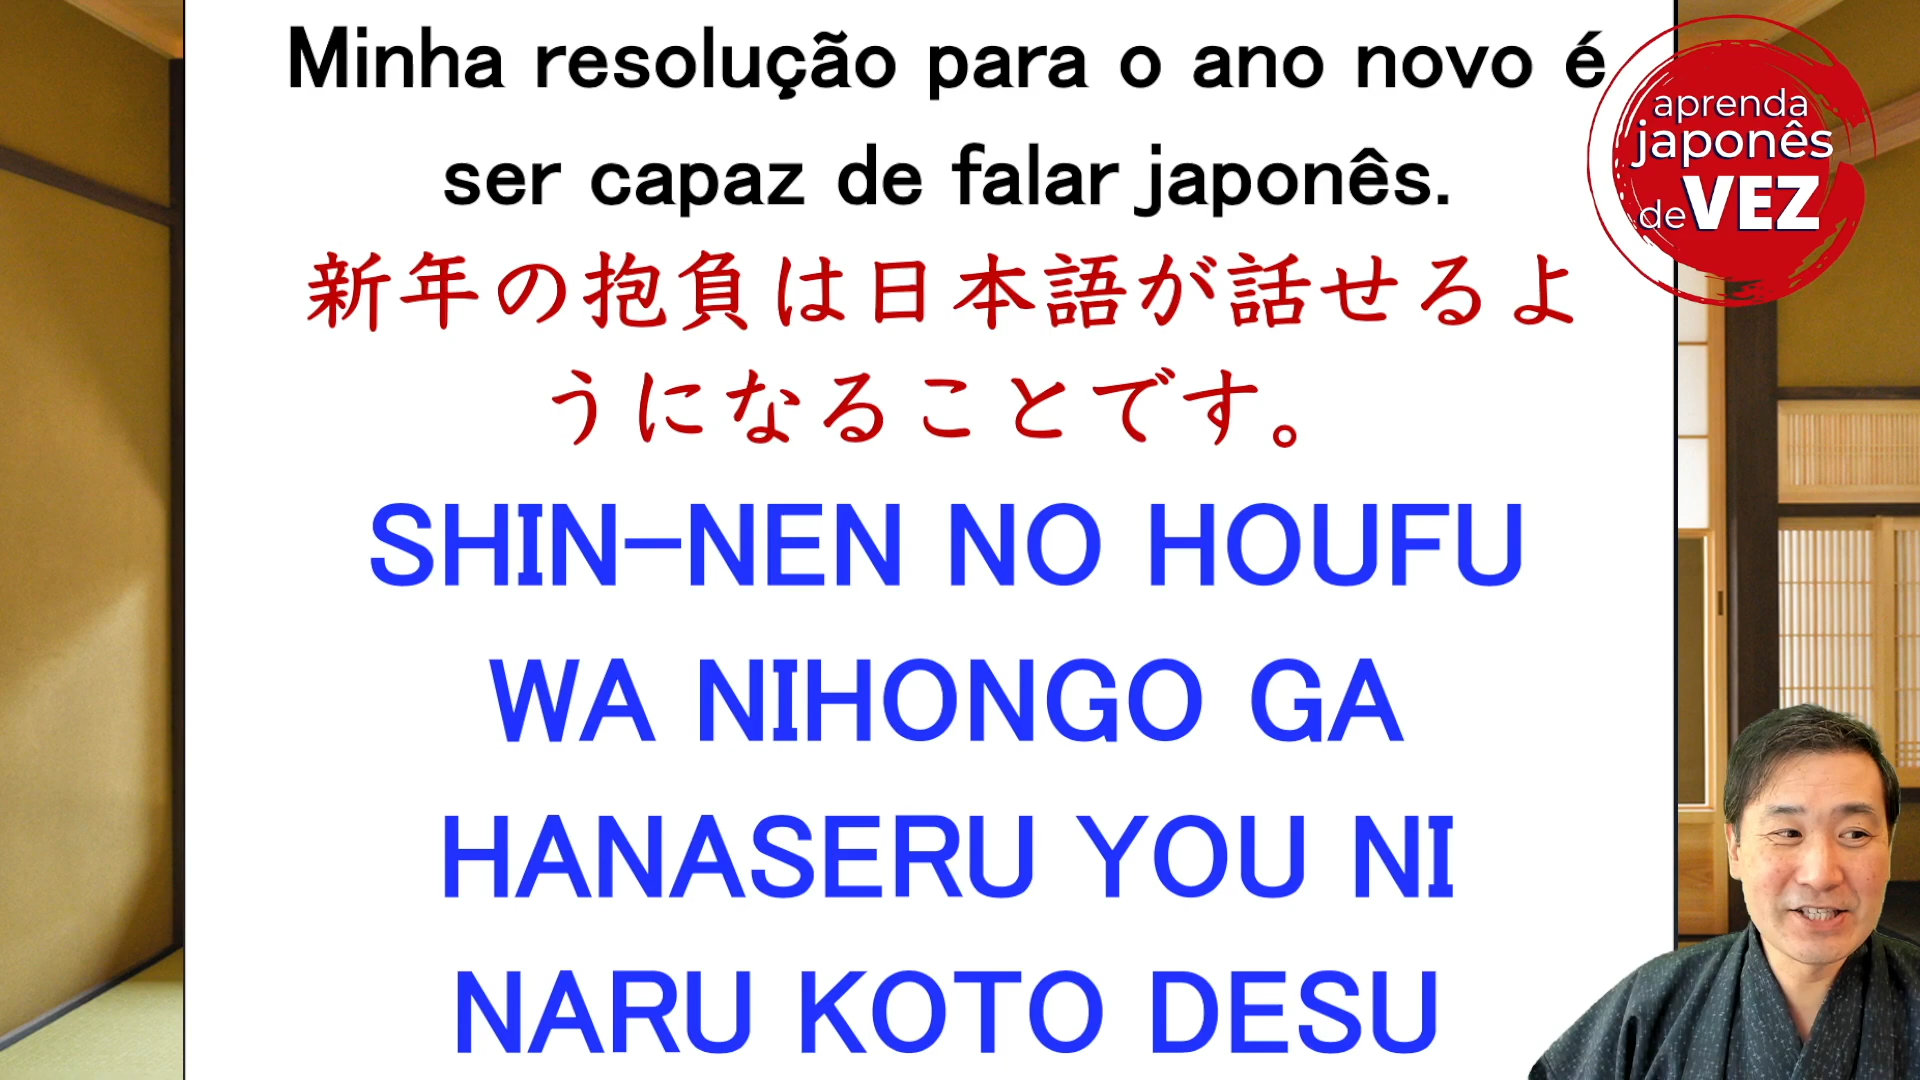 Minha resolução para o ano novo é
ser capaz de falar japonês.
新年の抱負は日本語が話せるよ
うになることです。
SHIN-NEN NO HOUFU
WA NIHONGO GA
HANASERU YOU NI
NARU KOTO DESU
aprenda
japonês
de VEZ